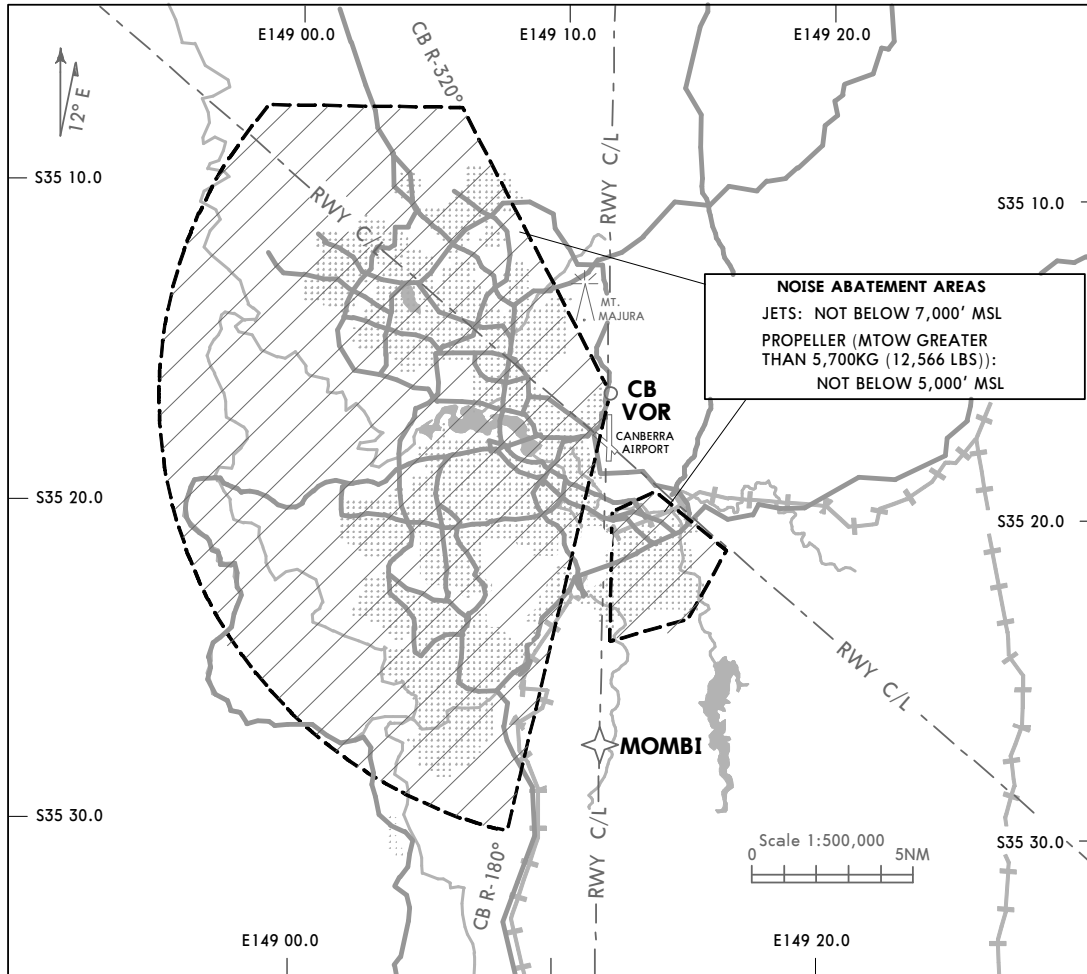 E149 00.0
E149 10.0
E149 20.0
CB R-320°
12° E
RWY C/L
S35 10.0
S35 10.0
RWY C/L
NOISE ABATEMENT AREAS
JETS: NOT BELOW 7,000' MSL
PROPELLER (MTOW GREATER
THAN 5,700KG (12,566 LBS)):
NOT BELOW 5,000' MSL
MT.
MAJURA
CB
VOR
CANBERRA
AIRPORT
S35 20.0
S35 20.0
RWY C/L
MOMBI
S35 30.0
Scale 1:500,000
0
5NM
S35 30.0
RWY C/L
CB R-180°
E149 00.0
E149 20.0